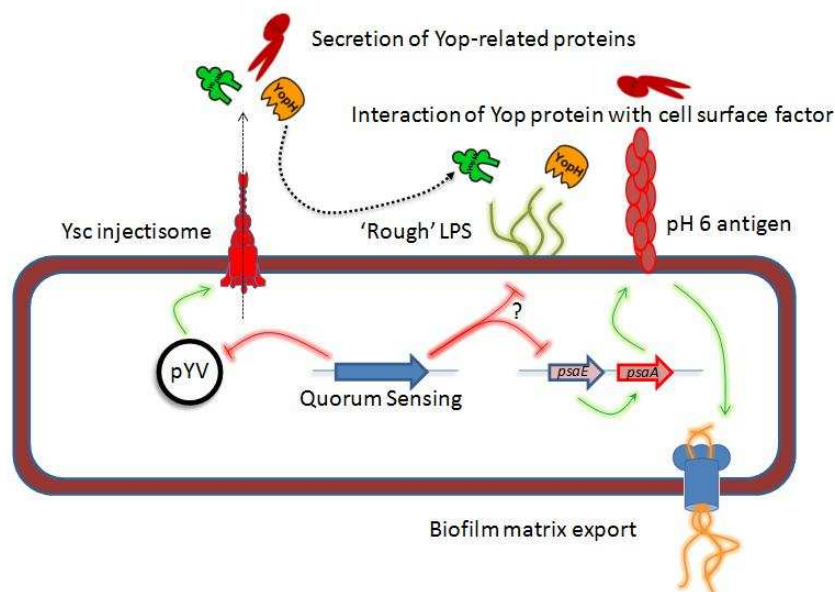 Secretion of Yop-related proteins
YopH
Interaction of Yop protein with cell surface factor
YopH
Ysc injectisome
'Rough' LPS
pH 6 antigen
?
pYV
psaE
psaA
Quorum Sensing
Biofilm matrix export